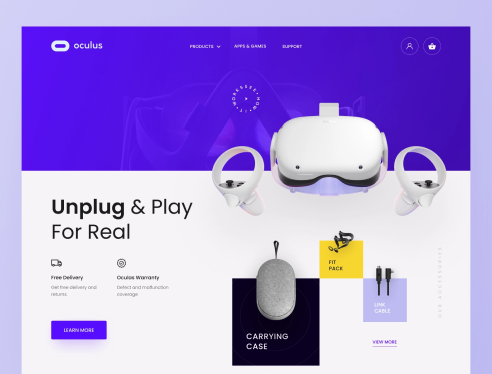 oculus
PRODUCTS
APPS & GAMES
SUPPORT
Unplug & Play
For Real
Free Delivery
Get free delivery and
returns
Oculus Warranty
Defect and malfunction
coverage
LEARN MORE
FIT
PACK
LINK
CABLE
CARRYING
CASE
VIEW MORE